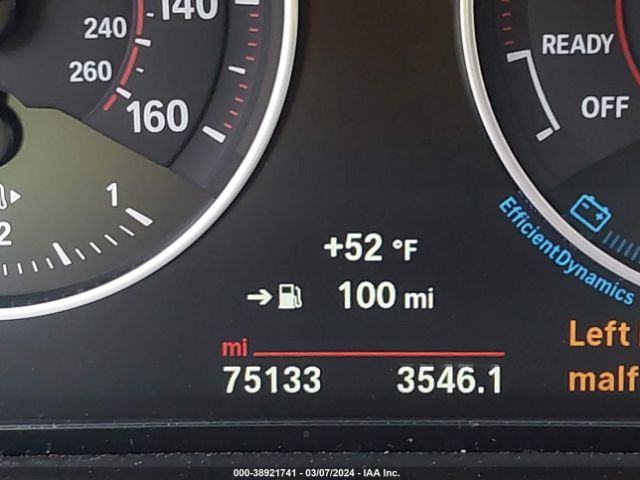 140
240
260
160
1
2
READY
OFF
EfficientDynamics
+52 °F
100 mi
mi
75133 3546.1
Left
malf
000-38921741 - 03/07/2024 - IAA Inc.